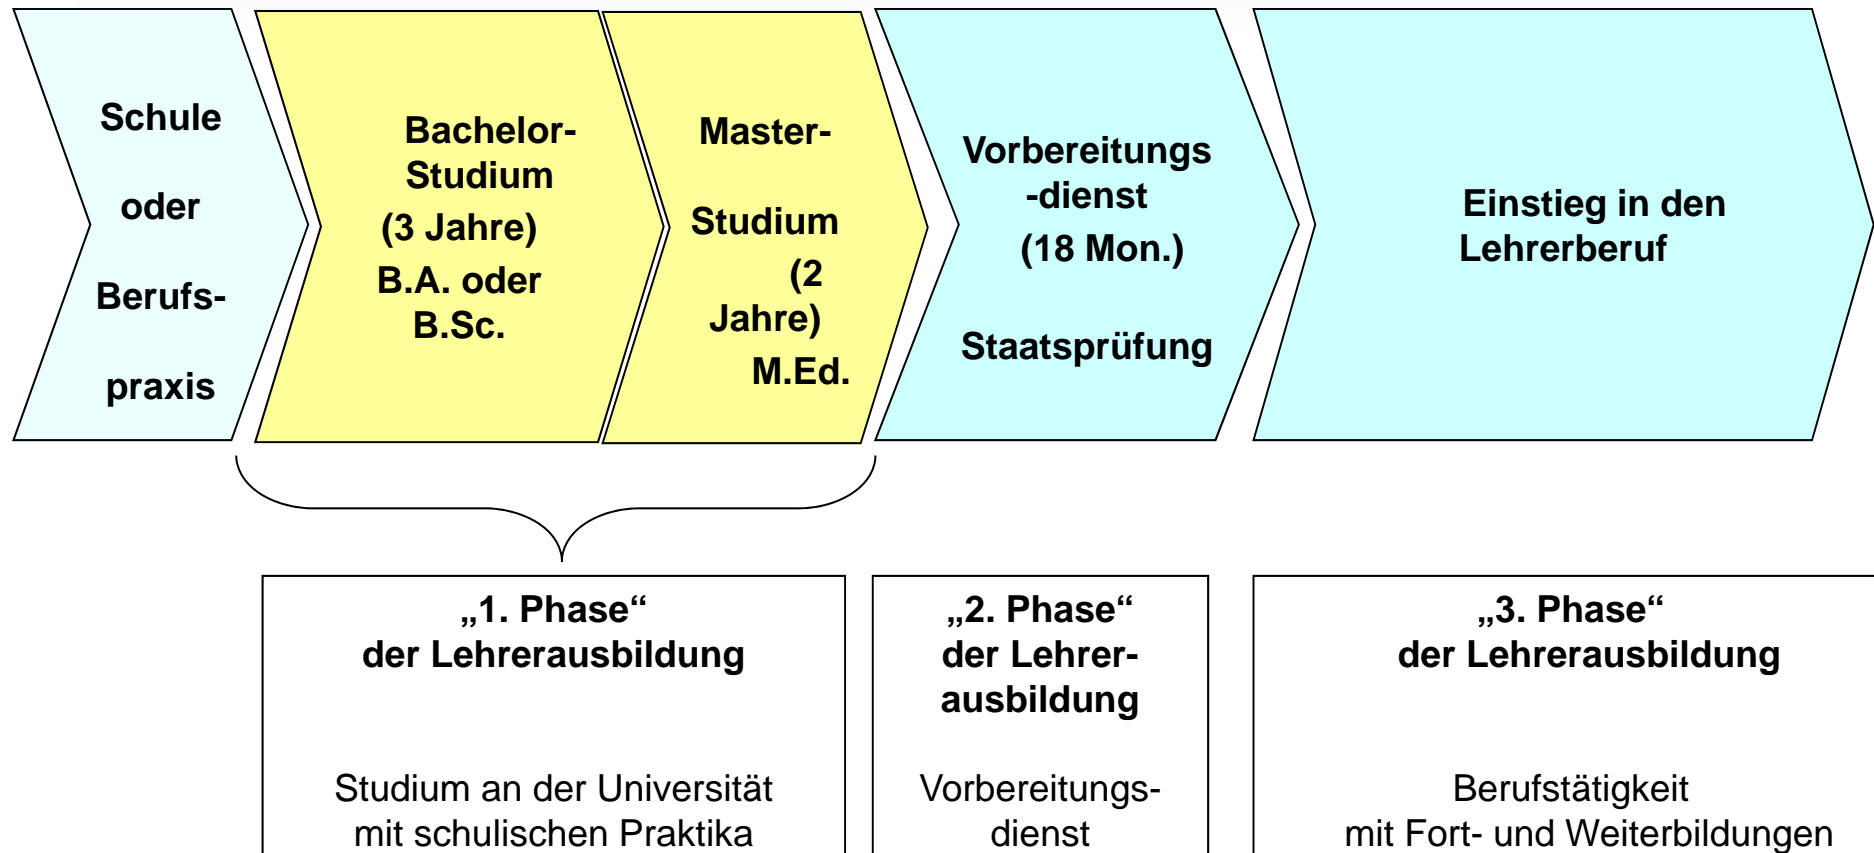 Schule
oder
Berufs-
praxis
Bachelor-
Studium
(3 Jahre)
B.A. oder
B.Sc.
Master-
Studium
(2
Jahre)
M.Ed.
Vorbereitungs
-dienst
(18 Mon.)
Staatsprüfung
Einstieg in den
Lehrerberuf
„1. Phase“
der Lehrerausbildung
Studium an der Universität
mit schulischen Praktika
„2. Phase“
der Lehrer-
ausbildung
Vorbereitungs-
dienst
„3. Phase“
der Lehrerausbildung
Berufstätigkeit
mit Fort- und Weiterbildungen